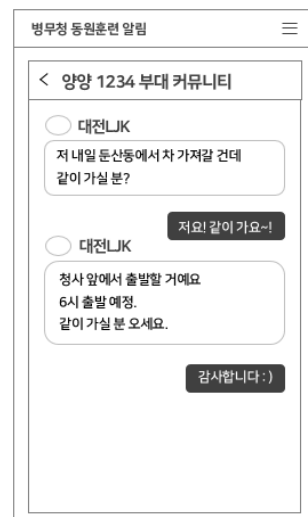 병무청 동원훈련 알림
< 양양 1234 부대 커뮤니티
대전LJK
저 내일 둔산동에서 차 가져갈 건데
같이 가실 분?
저요! 같이 가요~!
대전LJK
청사 앞에서 출발할 거예요
6시 출발 예정.
같이 가실 분 오세요.
감사합니다 : )